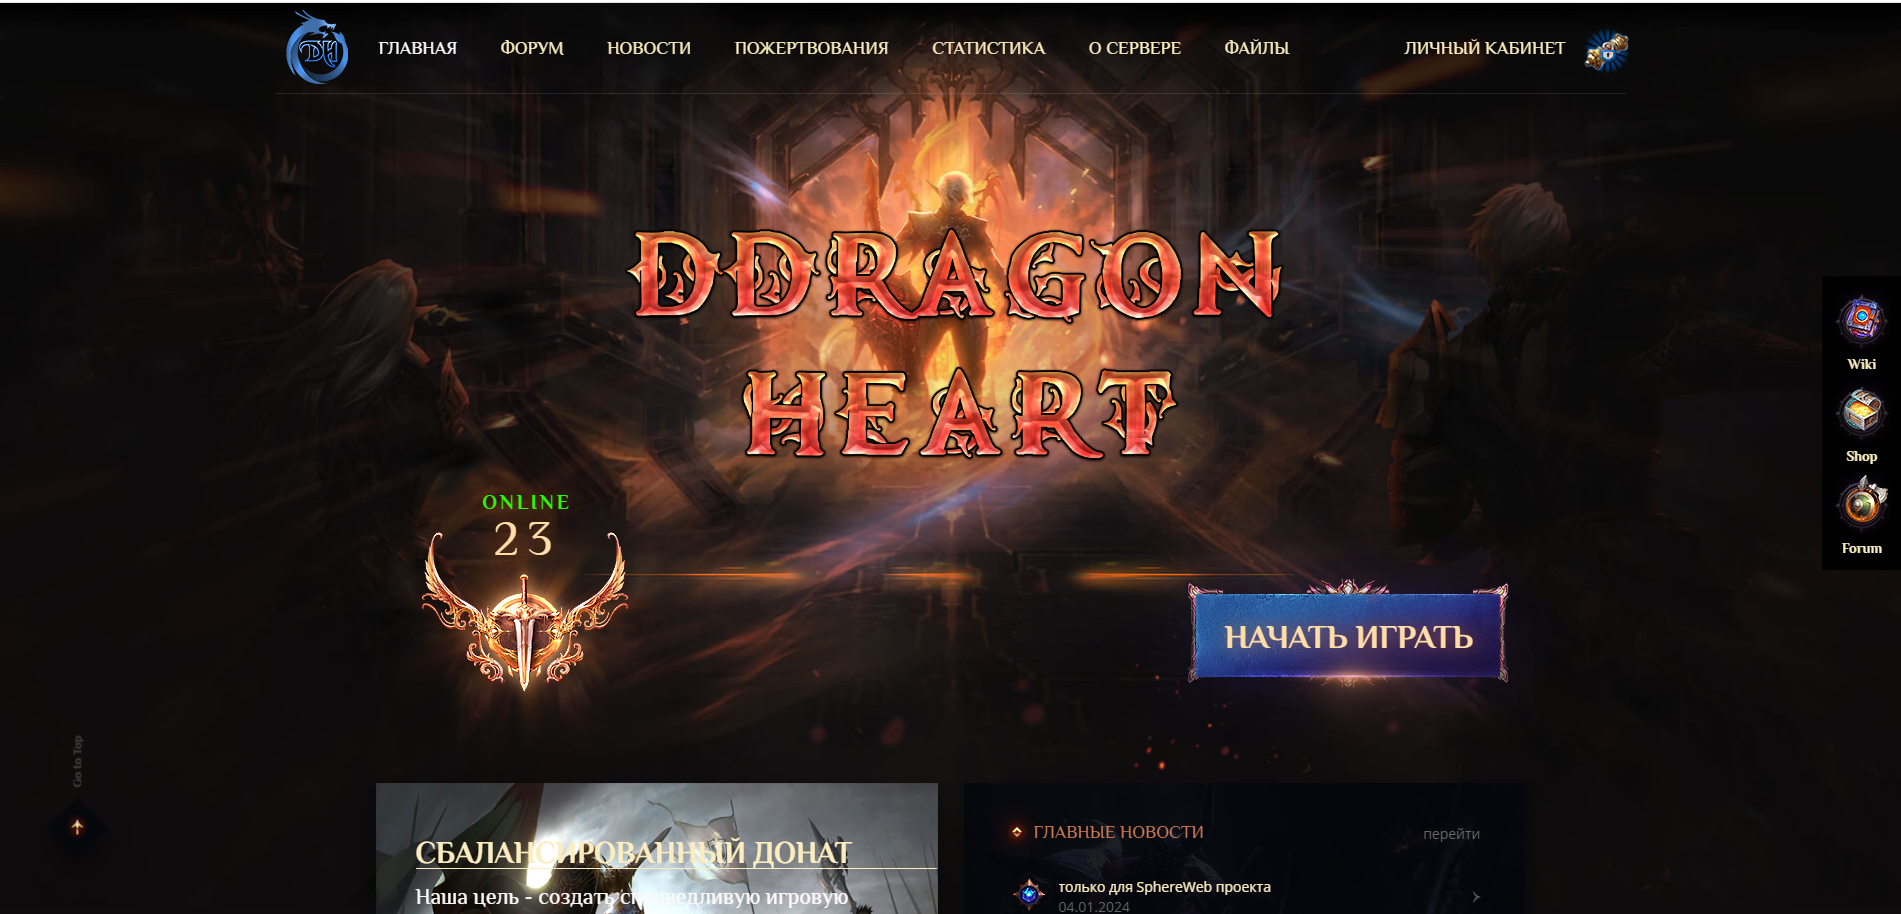 DH
ГЛАВНАЯ
ФОРУМ
НОВОСТИ
ПОЖЕРТВОВАНИЯ
СТАТИСТИКА
О СЕРВЕРЕ
ФАЙЛЫ
ЛИЧНЫЙ КАБИНЕТ
DDRAGON
HEART
Wiki
Shop
Forum
ONLINE
23
НАЧАТЬ ИГРАТЬ
Go to Top
СБАЛАНСИРОВАННЫЙ ДОНАТ
Наша цель - создать справедливую игровую
ГЛАВНЫЕ НОВОСТИ
перейти
только для SphereWeb проекта
04.01.2024